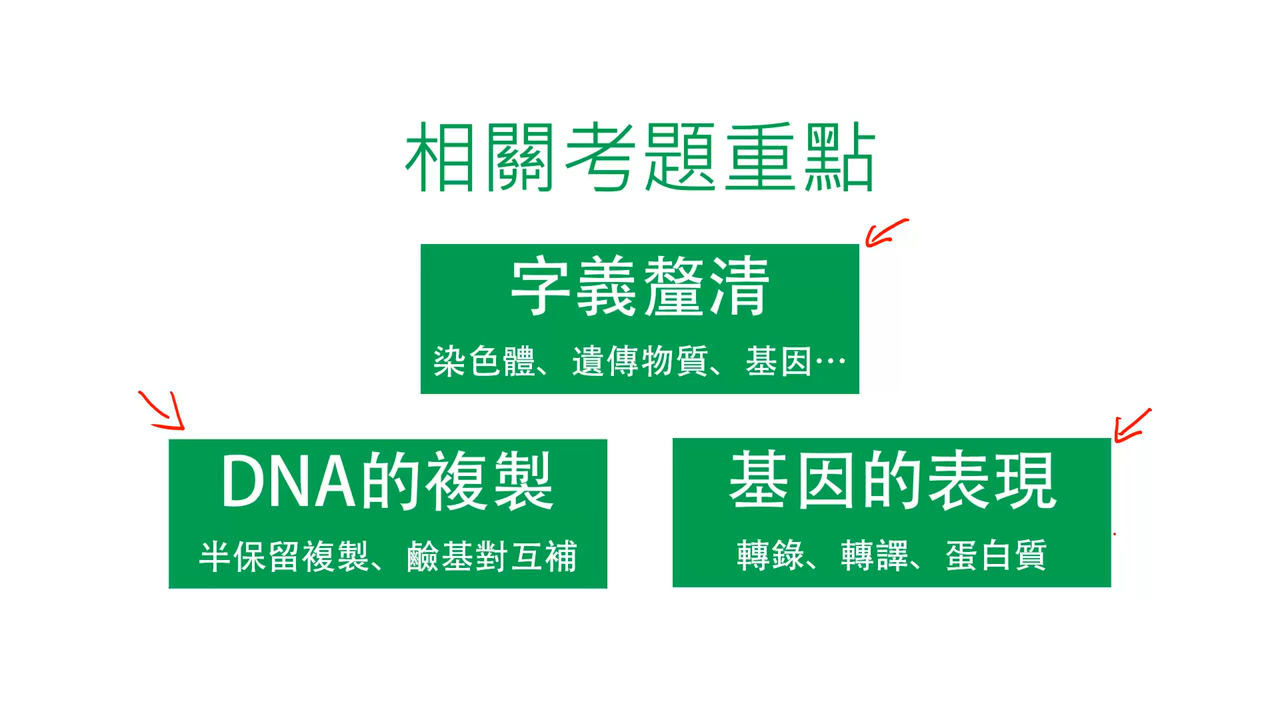 相關考題重點
字義釐清
染色體、遺傳物質、基因…
DNA的複製
半保留複製、鹼基對互補
基因的表現
轉錄、轉譯、蛋白質